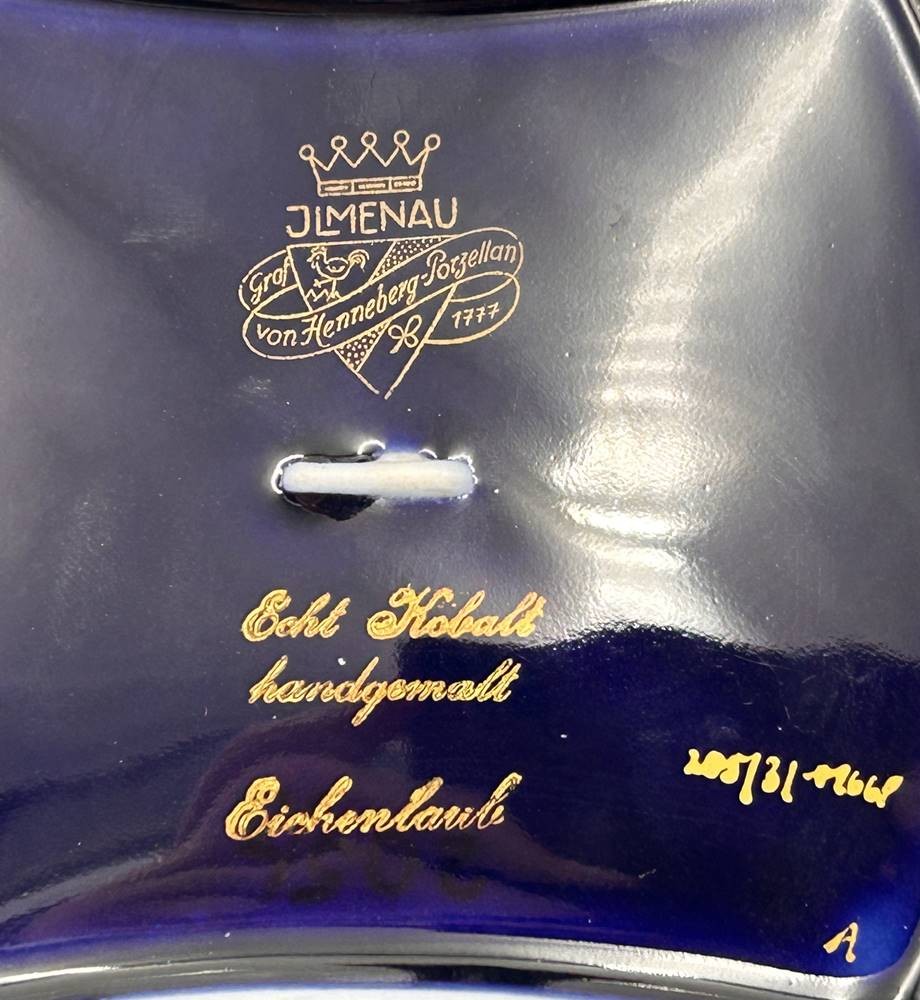 JLMENAU
Graf
von Henneberg-Porzellan
1777
Echt Kobalt
handgemalt
Eichenlaub
A